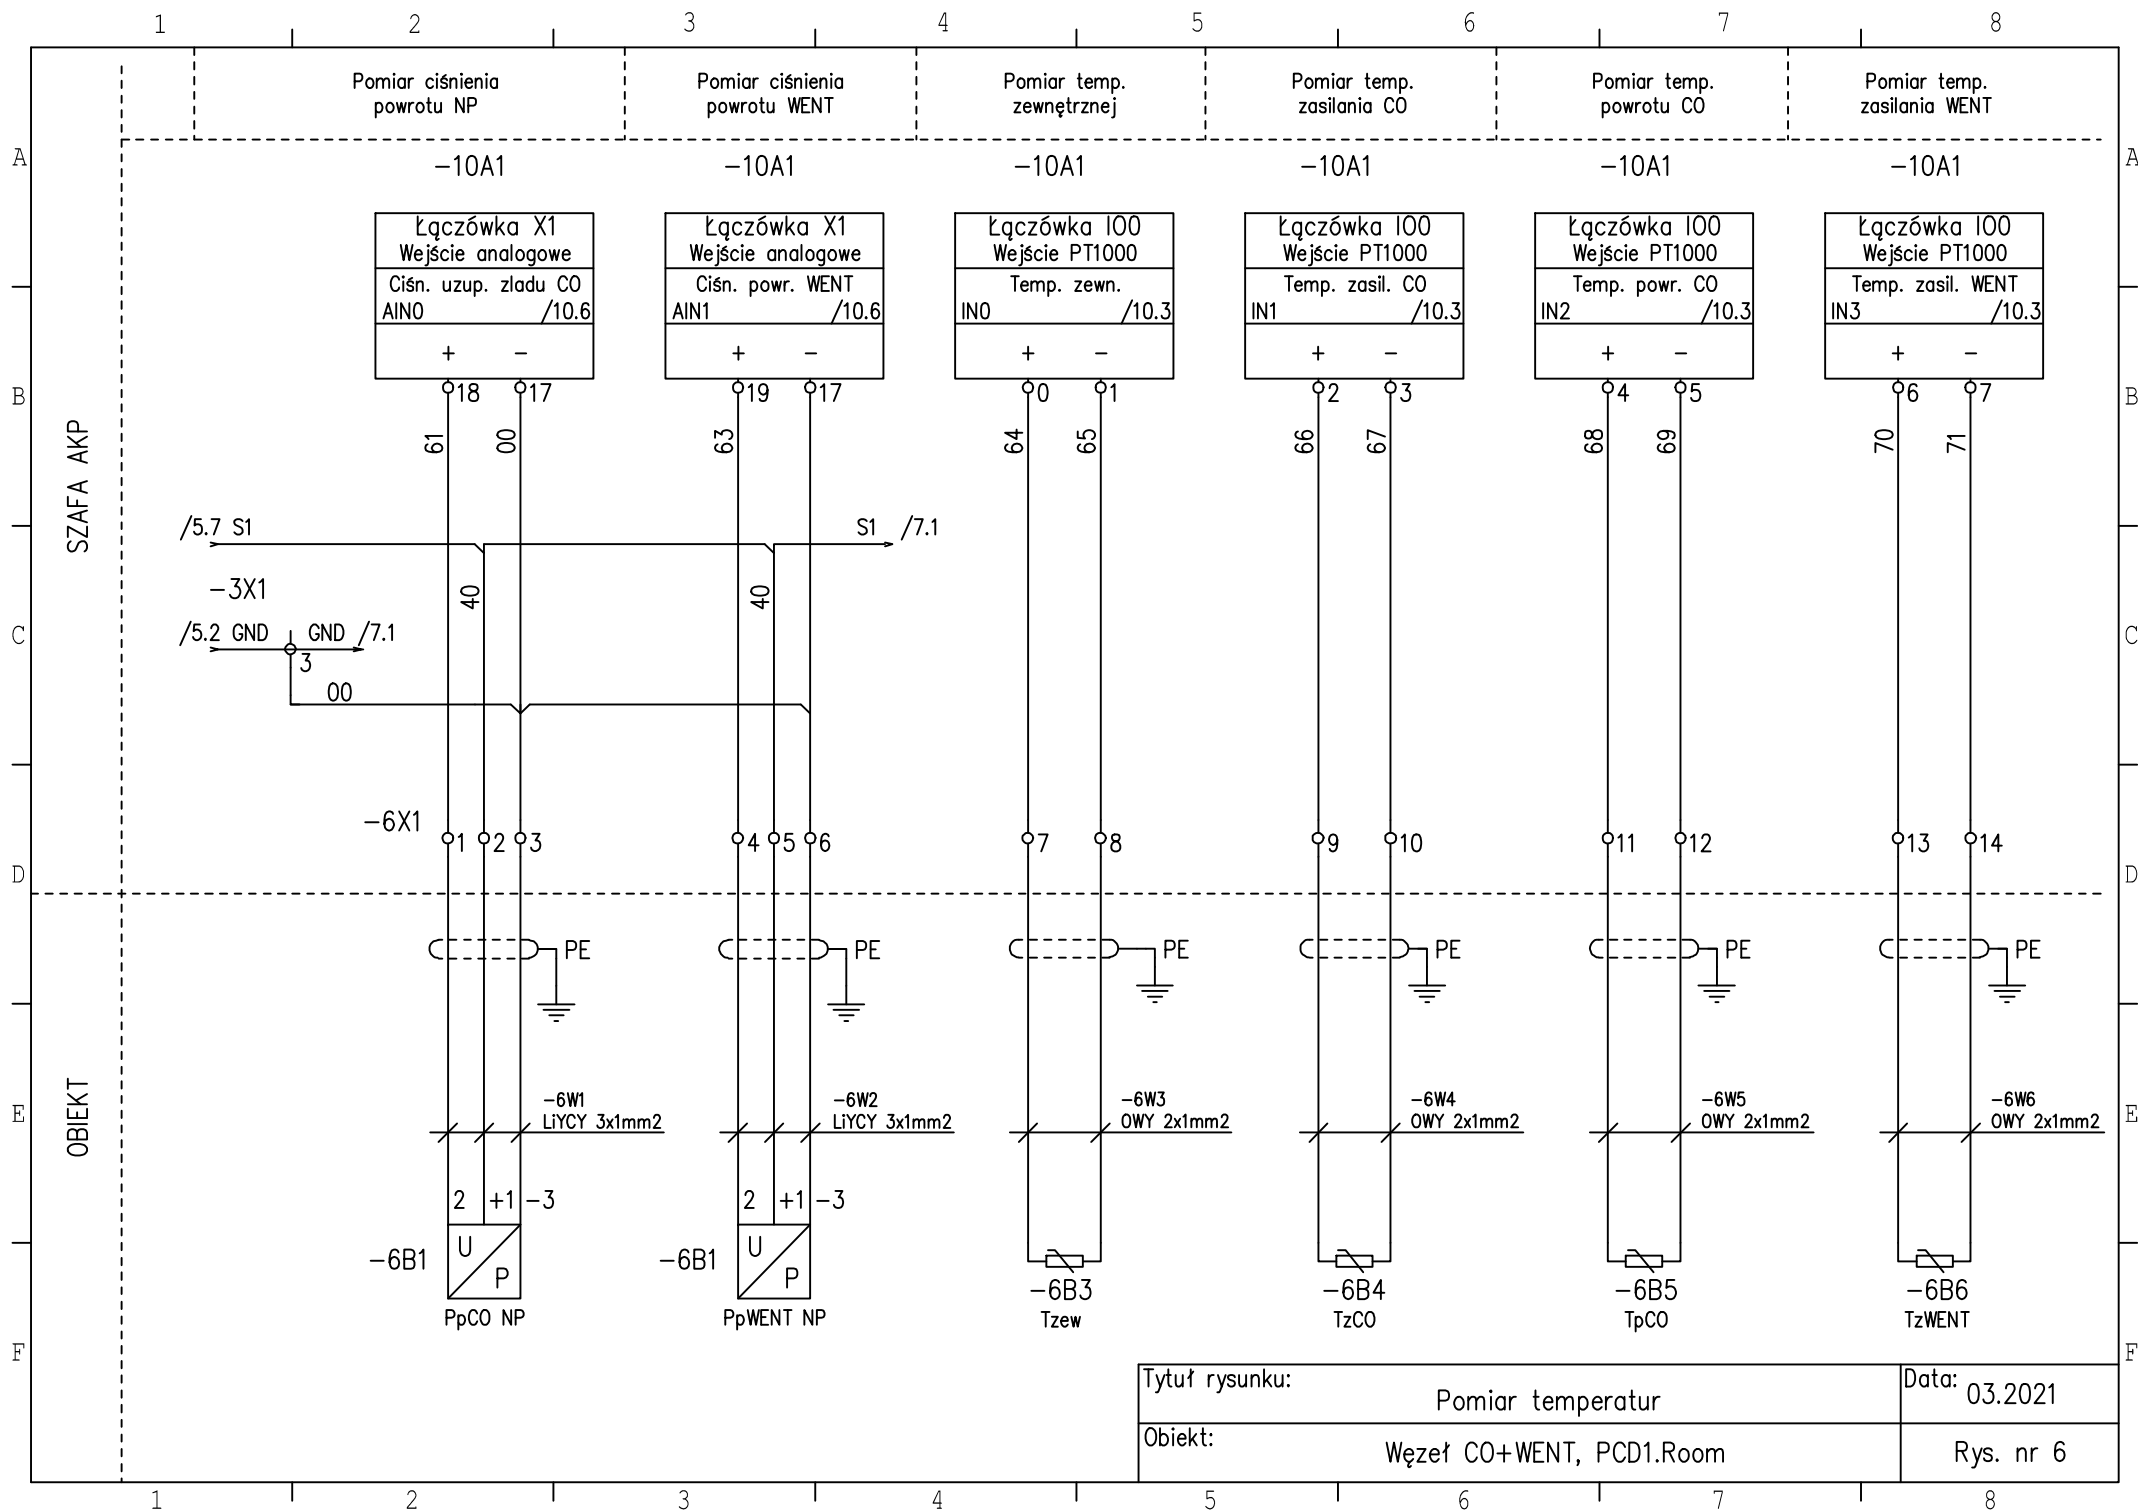 1 2 3 4 5 6 7 8
Pomiar ciśnienia
powrotu NP
Pomiar ciśnienia
powrotu WENT
Pomiar temp.
zewnętrznej
Pomiar temp.
zasilania CO
Pomiar temp.
powrotu CO
Pomiar temp.
zasilania WENT
A A
-10A1 -10A1 -10A1 -10A1 -10A1 -10A1
Łączówka X1
Wejście analogowe
Ciśn. uzup. zladu CO
AIN0 /10.6
+ -
Łączówka X1
Wejście analogowe
Ciśn. powr. WENT
AIN1 /10.6
+ -
Łączówka IO0
Wejście PT1000
Temp. zewn.
IN0 /10.3
+ -
Łączówka IO0
Wejście PT1000
Temp. zasil. CO
IN1 /10.3
+ -
Łączówka IO0
Wejście PT1000
Temp. powr. CO
IN2 /10.3
+ -
Łączówka IO0
Wejście PT1000
Temp. zasil. WENT
IN3 /10.3
+ -
B 18 17 19 17 0 1 2 3 4 5 6 7 B
61 00 63 64 65 66 67 68 69 70 71
SZAFA AKP
/5.7 S1 S1 /7.1
-3X1 40 40
C /5.2 GND GND /7.1 C
3
00
-6X1
1 2 3 4 5 6 7 8 9 10 11 12 13 14
D D
PE PE PE PE PE PE
OBIEKT
E E
-6W1
LiYCY 3x1mm2
-6W2
LiYCY 3x1mm2
-6W3
OWY 2x1mm2
-6W4
OWY 2x1mm2
-6W5
OWY 2x1mm2
-6W6
OWY 2x1mm2
2 +1 -3 2 +1 -3
-6B1 U P
PpCO NP
-6B1 U P
PpWENT NP
-6B3
Tzew
-6B4
TzCO
-6B5
TpCO
-6B6
TzWENT
F F
Tytuł rysunku:
Pomiar temperatur
Data: 03.2021
Obiekt:
Węzeł CO+WENT, PCD1.Room
Rys. nr 6
1 2 3 4 5 6 7 8